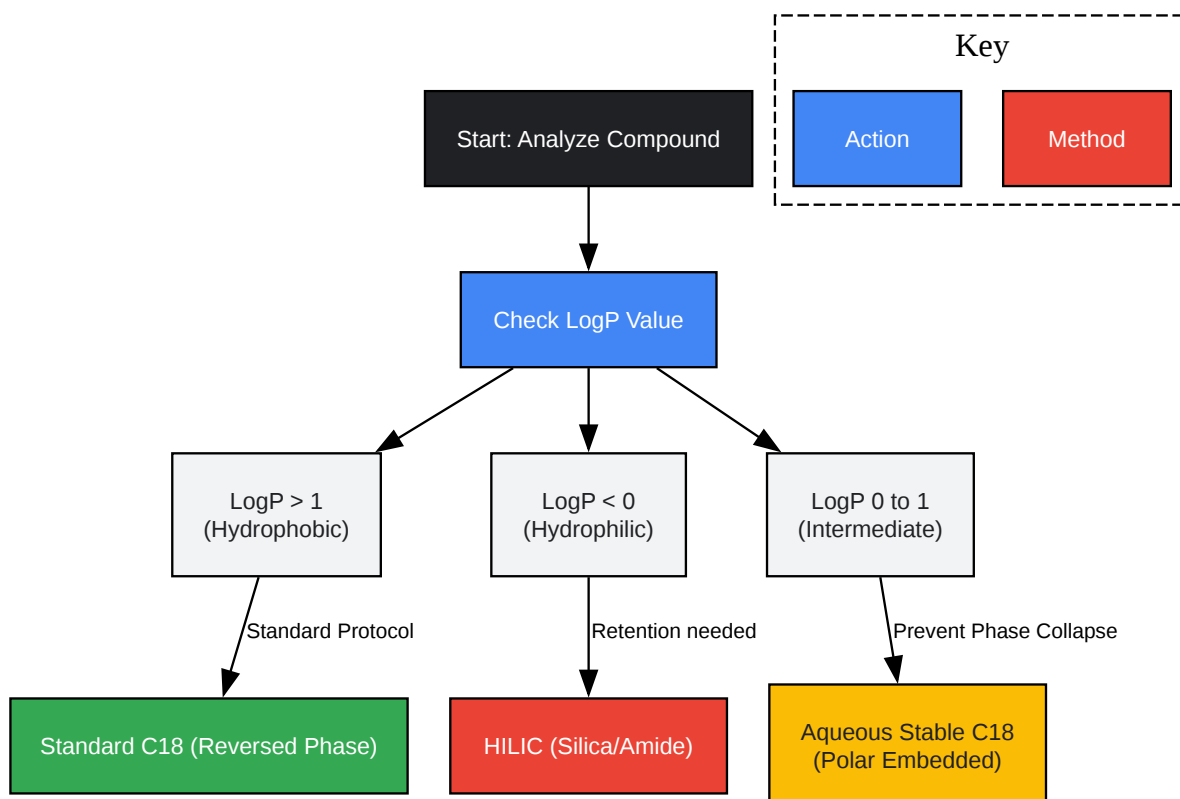 Key
Action
Method
Start: Analyze Compound
Check LogP Value
LogP > 1
(Hydrophobic)
LogP < 0
(Hydrophilic)
LogP 0 to 1
(Intermediate)
Standard Protocol
Retention needed
Prevent Phase Collapse
Standard C18 (Reversed Phase)
HILIC (Silica/Amide)
Aqueous Stable C18
(Polar Embedded)